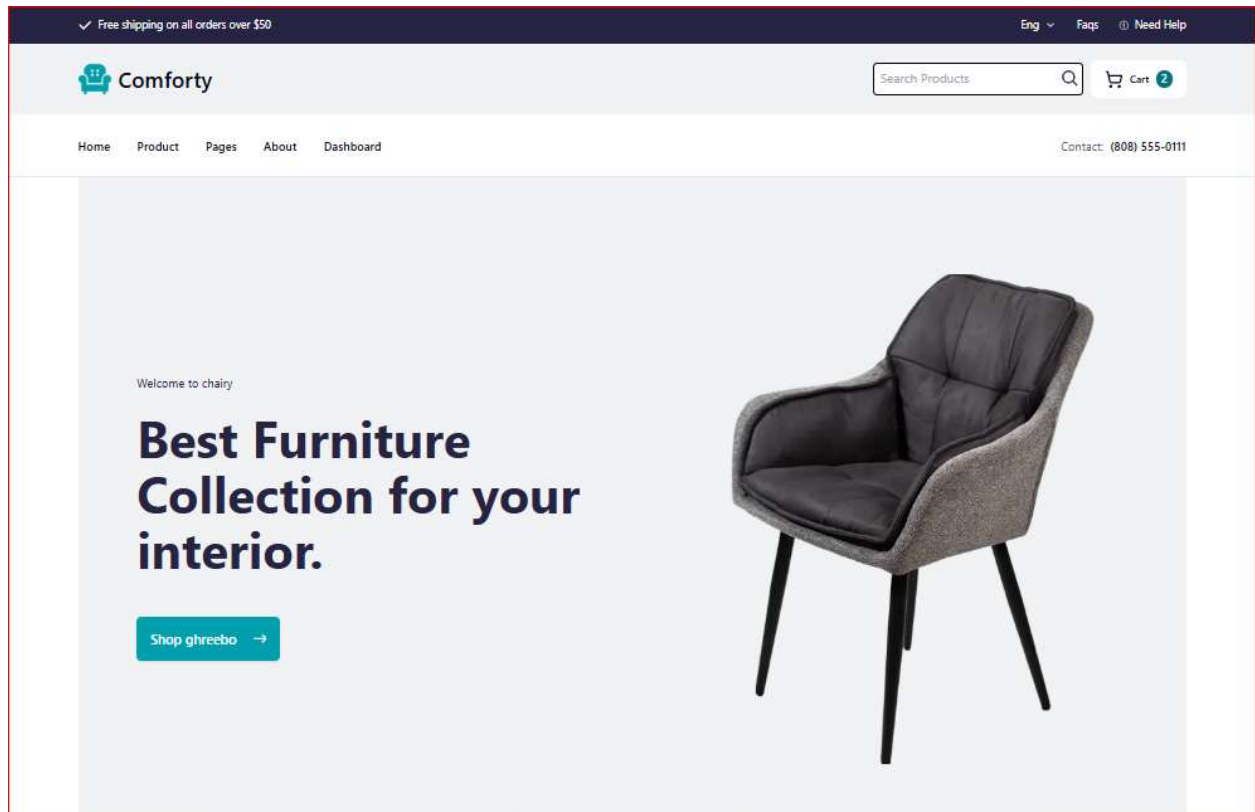 Free shipping on all orders over $50
Eng Faqs Need Help
Comforty
Search Products
Cart 2
Home Product Pages About Dashboard
Contact: (808) 555-0111
Welcome to chairy
Best Furniture
Collection for your
interior.
Shop ghreebo